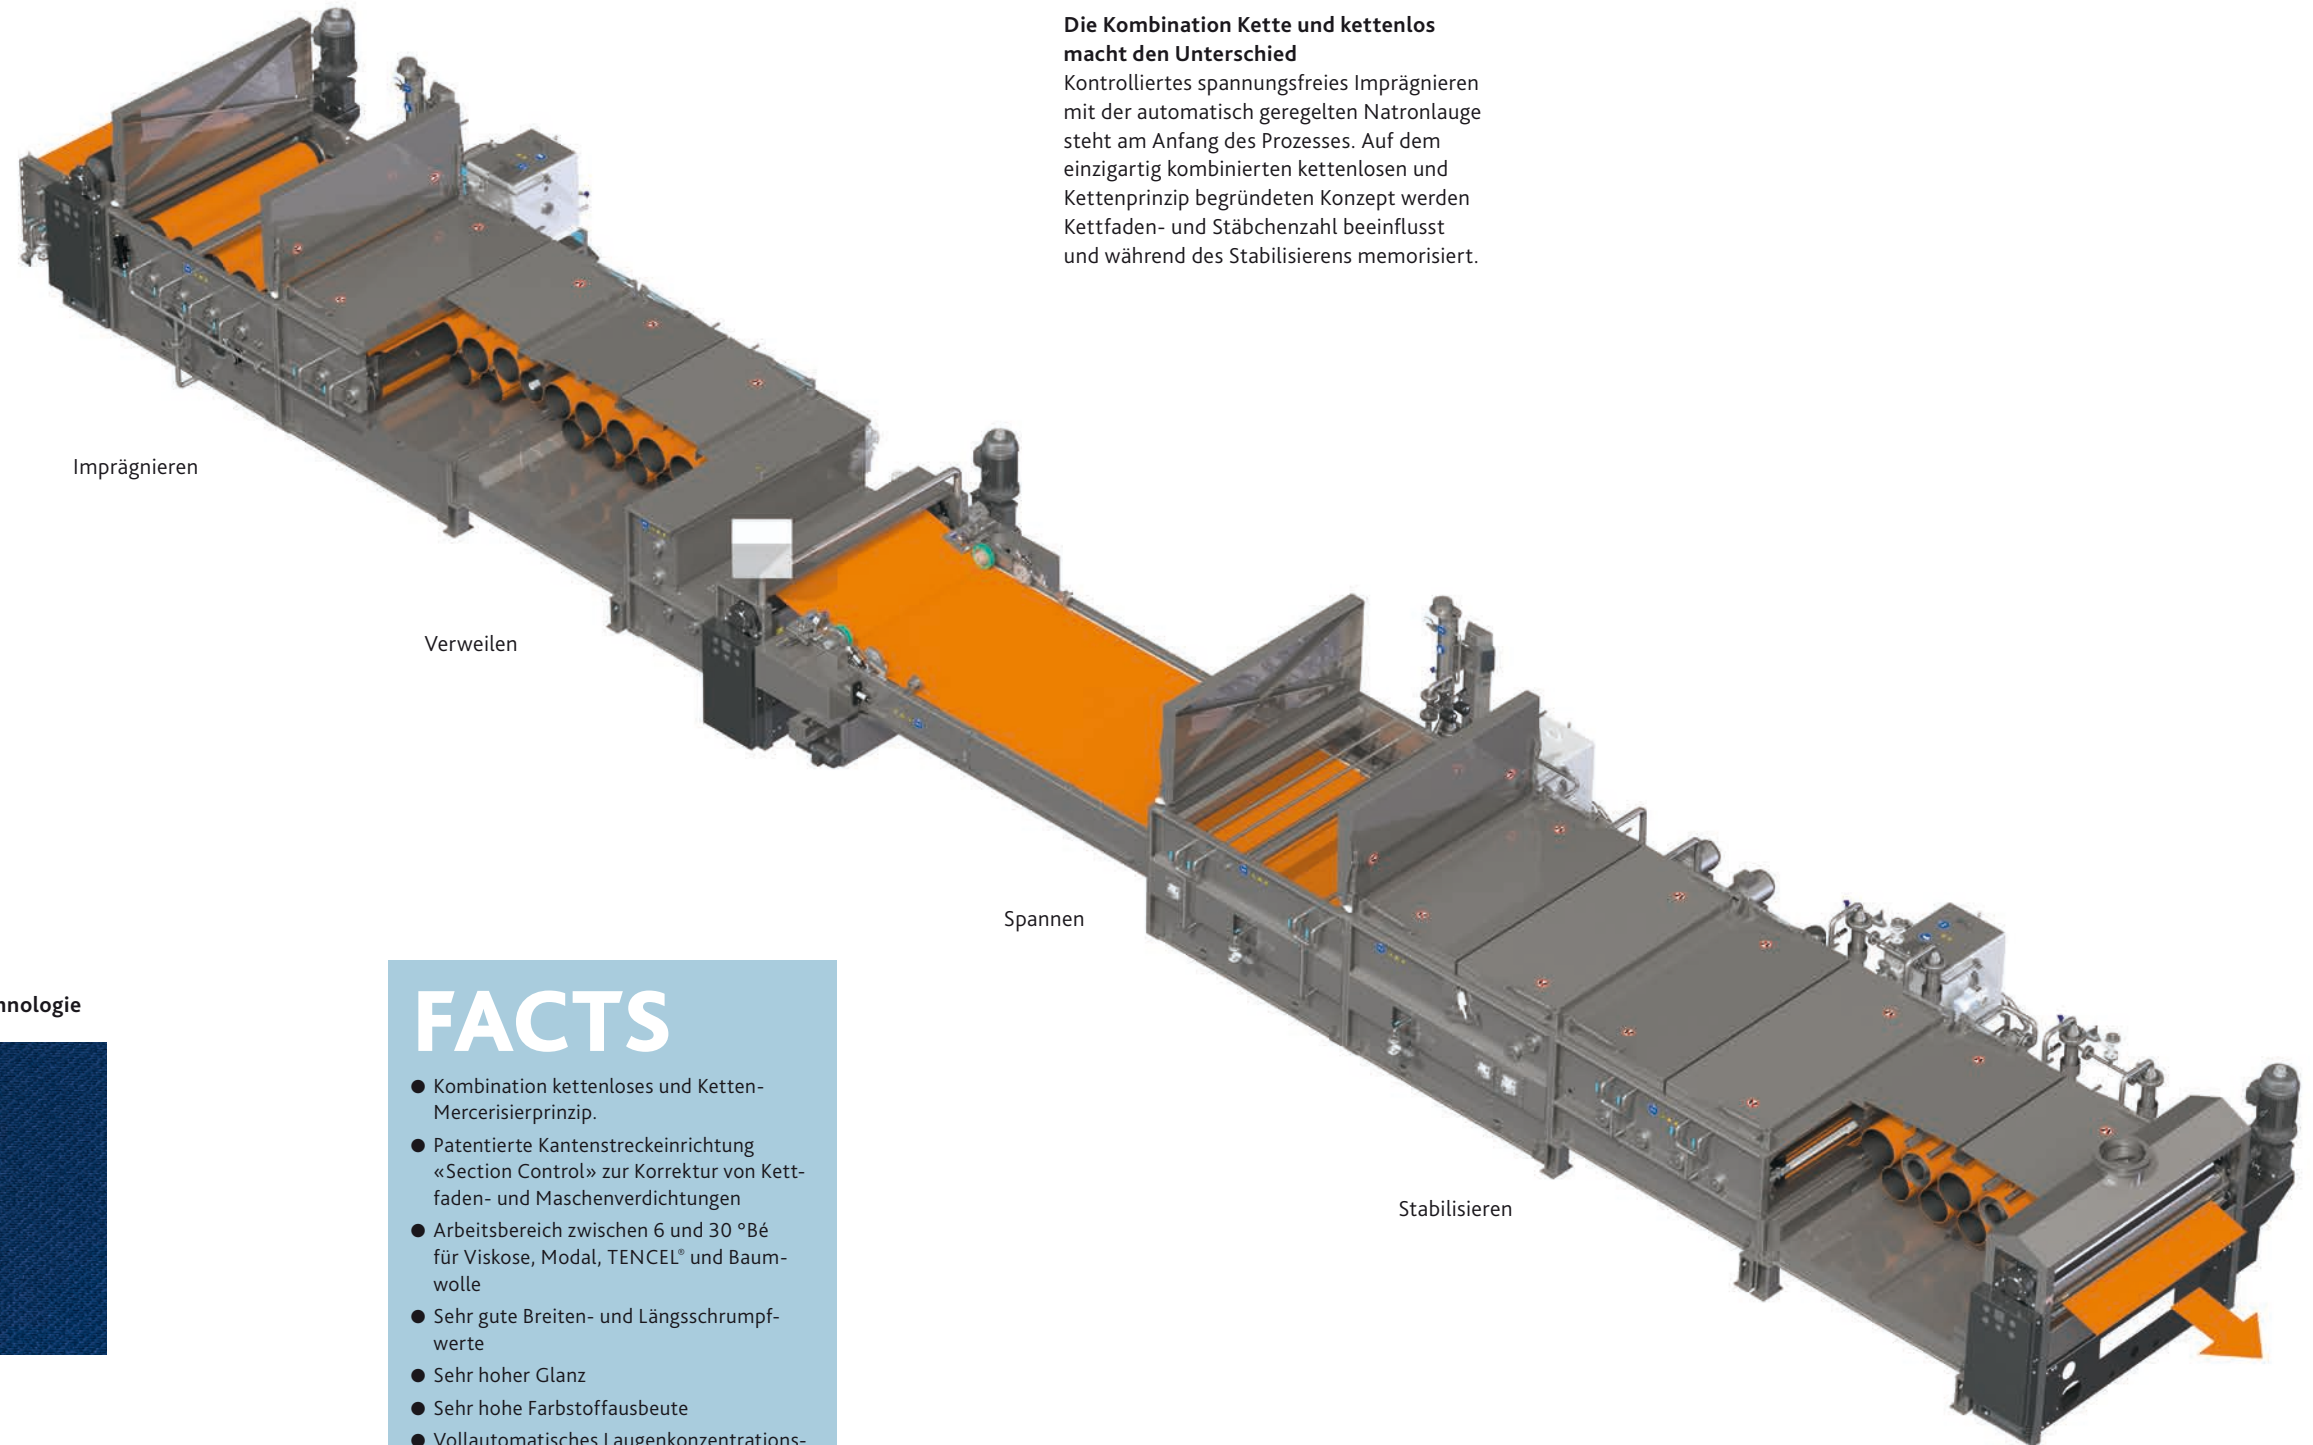 Die Kombination Kette und kettenlos
macht den Unterschied
Kontrolliertes spannungsfreies Imprägnieren
mit der automatisch geregelten Natronlauge
steht am Anfang des Prozesses. Auf dem
einzigartig kombinierten kettenlosen und
Kettenprinzip begründeten Konzept werden
Kettfaden- und Stäbchenzahl beeinflusst
und während des Stabilisierens memorisiert.
Imprägnieren
Verweilen
Spannen
Stabilisieren
hnologie
FACTS
● Kombination kettenloses und Ketten-
Mercerisierprinzip.
● Patentierte Kantenstreckeinrichtung
«Section Control» zur Korrektur von Kett-
faden- und Maschenverdichtungen
● Arbeitsbereich zwischen 6 und 30 °Bé
für Viskose, Modal, TENCEL® und Baum-
wolle
● Sehr gute Breiten- und Längsschrumpf-
werte
● Sehr hoher Glanz
● Sehr hohe Farbstoffausbeute
● Vollautomatisches Laugenkonzentrations-